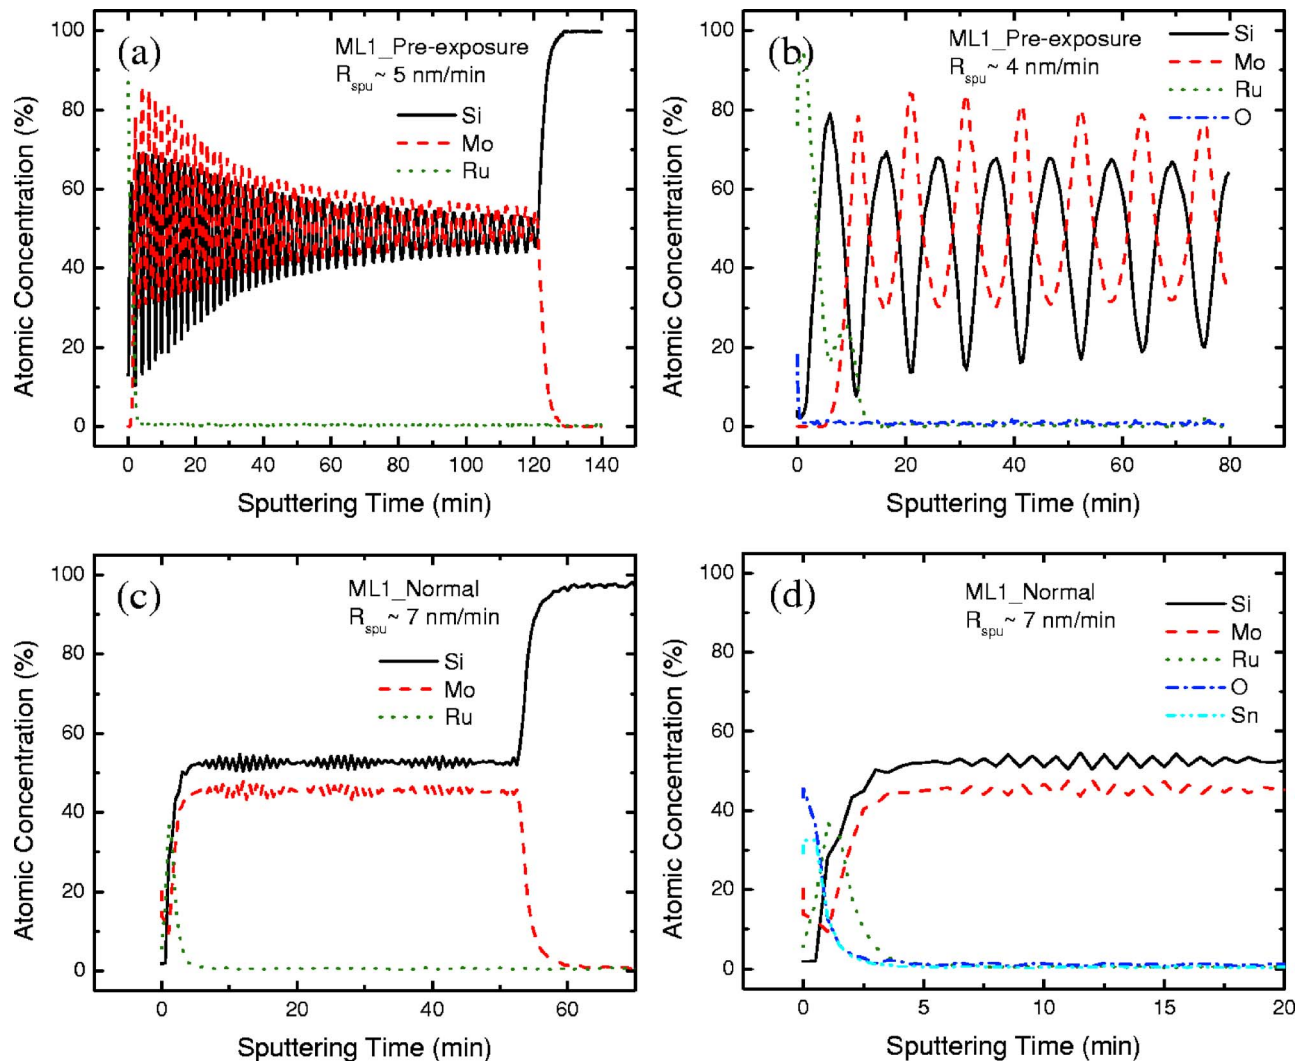 (a)
ML1_Pre-exposure
Rspu~ 5 nm/min
Si
Mo
Ru
100
80
60
40
20
0
Atomic Concentration (%)
0 20 40 60 80 100 120 140
Sputtering Time (min)
(b)
ML1_Pre-exposure
Rspu~ 4 nm/min
Si
Mo
Ru
O
100
80
60
40
20
0
Atomic Concentration (%)
0 20 40 60 80
Sputtering Time (min)
(c)
ML1_Normal
Rspu~ 7 nm/min
Si
Mo
Ru
100
80
60
40
20
0
Atomic Concentration (%)
0 20 40 60
Sputtering Time (min)
(d)
ML1_Normal
Rspu~ 7 nm/min
Si
Mo
Ru
O
Sn
100
80
60
40
20
0
Atomic Concentration (%)
0 5 10 15 20
Sputtering Time (min)